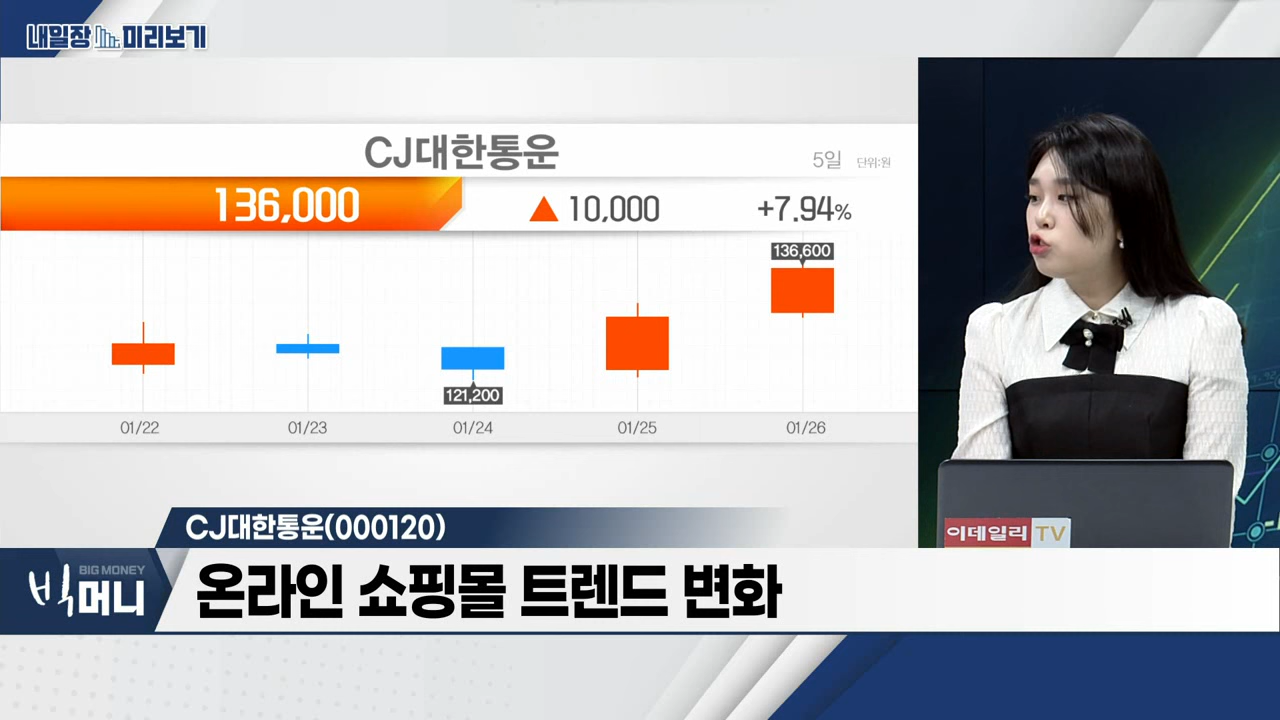 내일장 미리보기
CJ대한통운
5일 단위:원
136,000 ▲ 10,000 +7.94%
136,600
121,200
01/22 01/23 01/24 01/25 01/26
이데일리 TV
CJ대한통운(000120)
BIG MONEY
빅머니
온라인 쇼핑몰 트렌드 변화